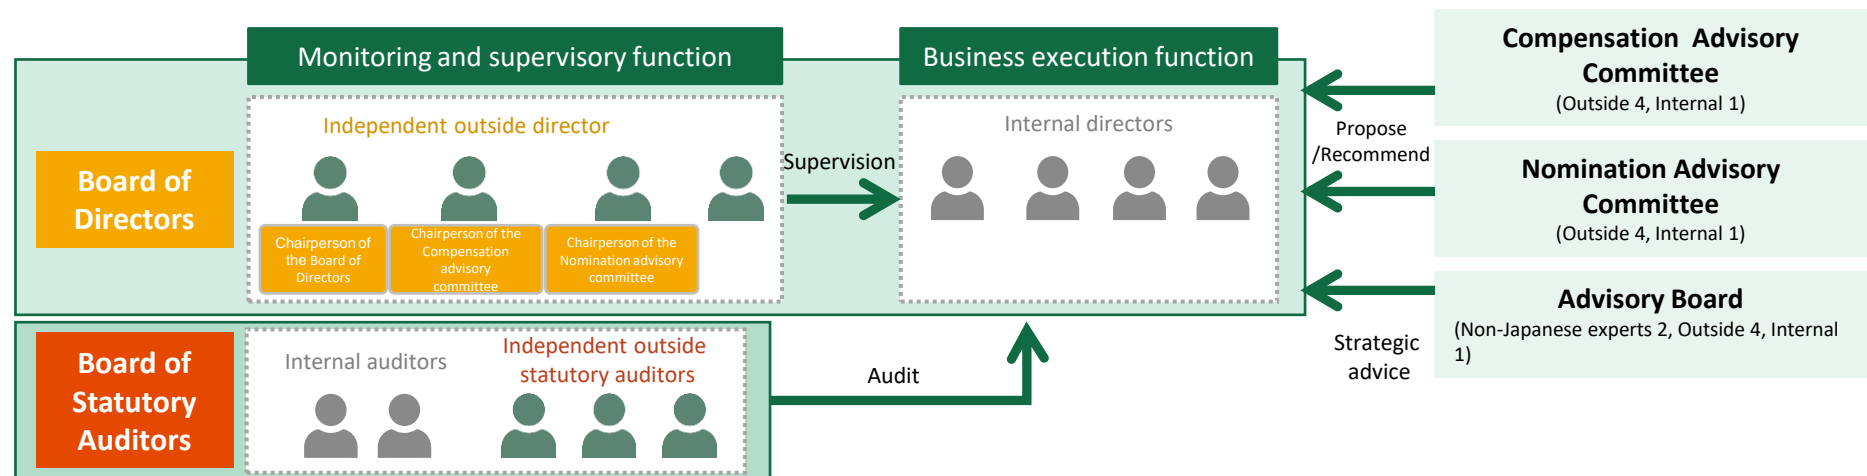 Monitoring and supervisory function
Business execution function
Board of
Directors
Independent outside director
Chairperson of
the Board of
Directors
Chairperson of the
Compensation
advisory
committee
Chairperson of the
Nomination advisory
committee
Supervision
Internal directors
Propose
/Recommend
Strategic
advice
Compensation Advisory
Committee
(Outside 4, Internal 1)
Nomination Advisory
Committee
(Outside 4, Internal 1)
Advisory Board
(Non-Japanese experts 2, Outside 4, Internal
1)
Board of
Statutory
Auditors
Internal auditors
Independent outside
statutory auditors
Audit